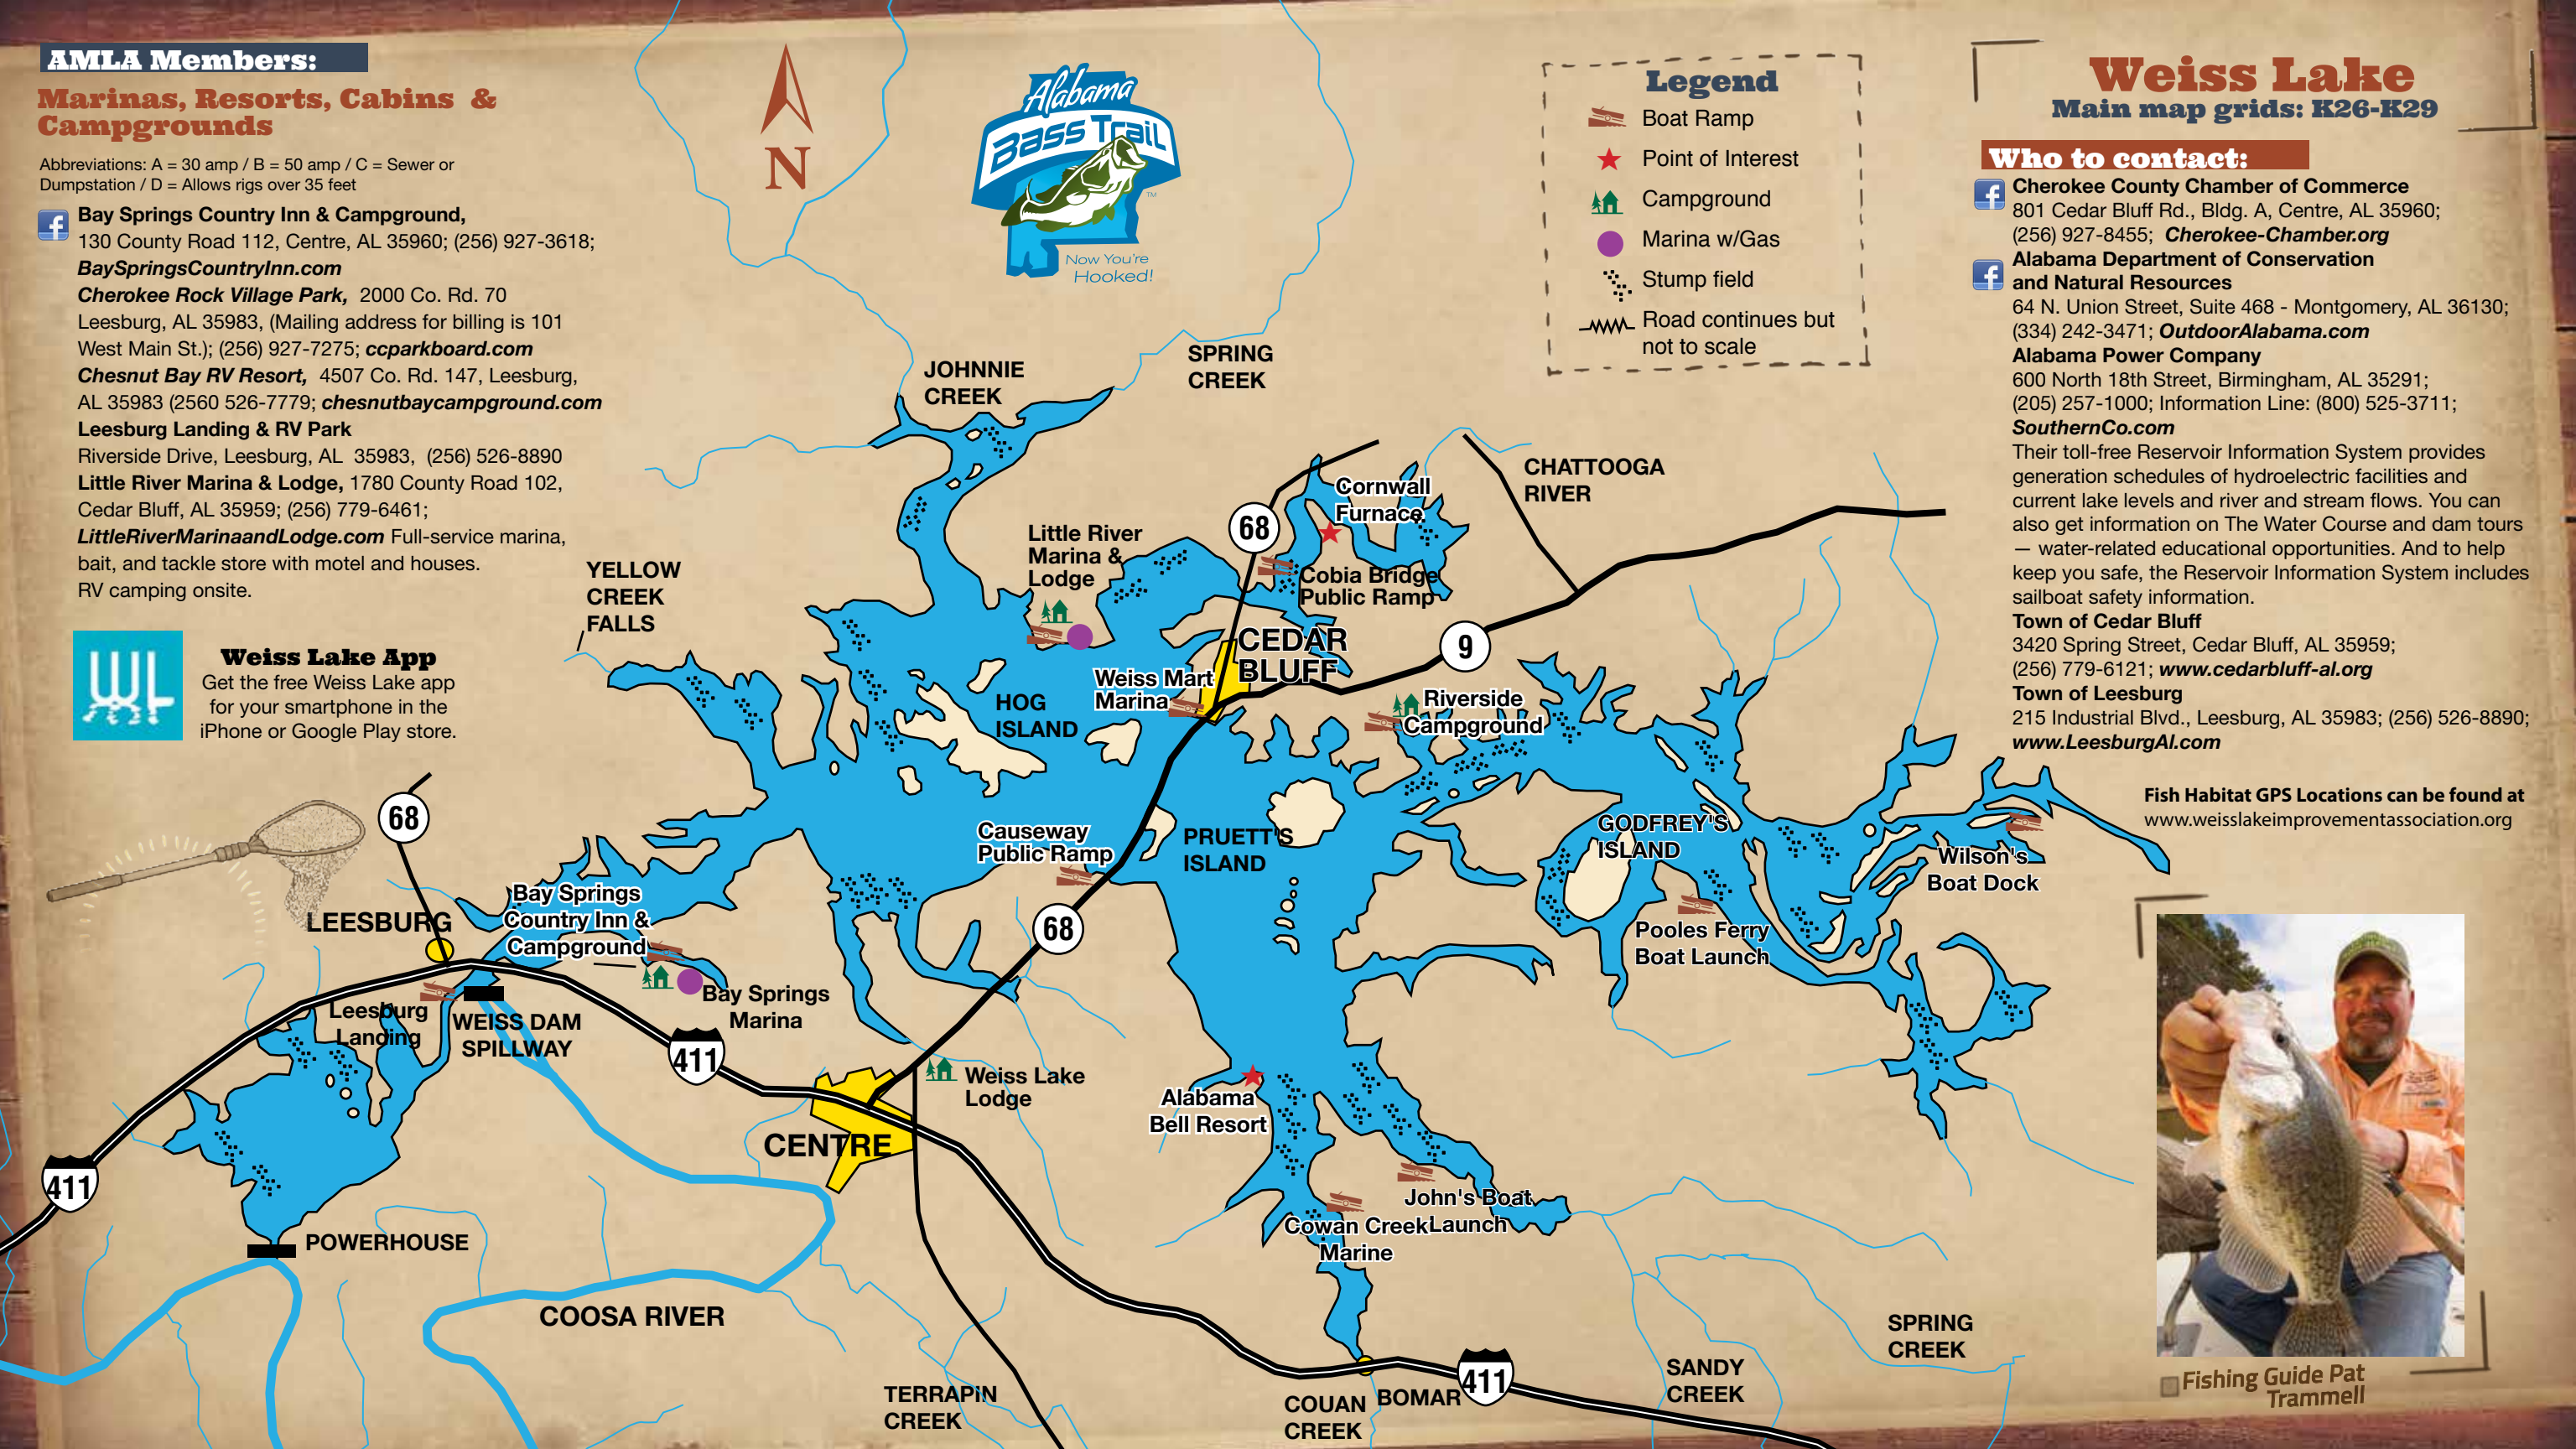 AMLA Members:
Marinas, Resorts, Cabins &
Campgrounds
Abbreviations: A = 30 amp / B = 50 amp / C = Sewer or
Dumpstation / D = Allows rigs over 35 feet
Bay Springs Country Inn & Campground,
130 County Road 112, Centre, AL 35960; (256) 927-3618;
BaySpringsCountryInn.com
Cherokee Rock Village Park, 2000 Co. Rd. 70
Leesburg, AL 35983, (Mailing address for billing is 101
West Main St.); (256) 927-7275; ccparkboard.com
Chesnut Bay RV Resort, 4507 Co. Rd. 147, Leesburg,
AL 35983 (2560 526-7779; chesnutbaycampground.com
Leesburg Landing & RV Park
Riverside Drive, Leesburg, AL 35983, (256) 526-8890
Little River Marina & Lodge, 1780 County Road 102,
Cedar Bluff, AL 35959; (256) 779-6461;
LittleRiverMarinaandLodge.com Full-service marina,
bait, and tackle store with motel and houses.
RV camping onsite.
WL
Weiss Lake App
Get the free Weiss Lake app
for your smartphone in the
iPhone or Google Play store.
N
Alabama
Bass Trail
TM
Now You're
Hooked!
Legend
Boat Ramp
Point of Interest
Campground
Marina w/Gas
Stump field
Road continues but
not to scale
Weiss Lake
Main map grids: K26-K29
Who to contact:
Cherokee County Chamber of Commerce
801 Cedar Bluff Rd., Bldg. A, Centre, AL 35960;
(256) 927-8455; Cherokee-Chamber.org
Alabama Department of Conservation
and Natural Resources
64 N. Union Street, Suite 468 - Montgomery, AL 36130;
(334) 242-3471; OutdoorAlabama.com
Alabama Power Company
600 North 18th Street, Birmingham, AL 35291;
(205) 257-1000; Information Line: (800) 525-3711;
SouthernCo.com
Their toll-free Reservoir Information System provides
generation schedules of hydroelectric facilities and
current lake levels and river and stream flows. You can
also get information on The Water Course and dam tours
— water-related educational opportunities. And to help
keep you safe, the Reservoir Information System includes
sailboat safety information.
Town of Cedar Bluff
3420 Spring Street, Cedar Bluff, AL 35959;
(256) 779-6121; www.cedarbluff-al.org
Town of Leesburg
215 Industrial Blvd., Leesburg, AL 35983; (256) 526-8890;
www.LeesburgAl.com
Fish Habitat GPS Locations can be found at
www.weisslakeimprovementassociation.org
Fishing Guide Pat
Trammell
JOHNNIE
CREEK
SPRING
CREEK
CHATTOOGA
RIVER
Cornwall
Furnace
68
Little River
Marina &
Lodge
Cobia Bridge
Public Ramp
YELLOW
CREEK
FALLS
CEDAR
BLUFF
9
Weiss Mart
Marina
HOG
ISLAND
Riverside
Campground
68
Causeway
Public Ramp
PRUETT'S
ISLAND
GODFREY'S
ISLAND
Wilson's
Boat Dock
Bay Springs
Country Inn &
Campground
LEESBURG
68
Pooles Ferry
Boat Launch
Bay Springs
Marina
Leesburg
Landing
WEISS DAM
SPILLWAY
411
Weiss Lake
Lodge
Alabama
Bell Resort
CENTRE
411
John's Boat
Launch
Cowan Creek
Marine
POWERHOUSE
COOSA RIVER
SPRING
CREEK
TERRAPIN
CREEK
COUAN
CREEK
BOMAR
411
SANDY
CREEK